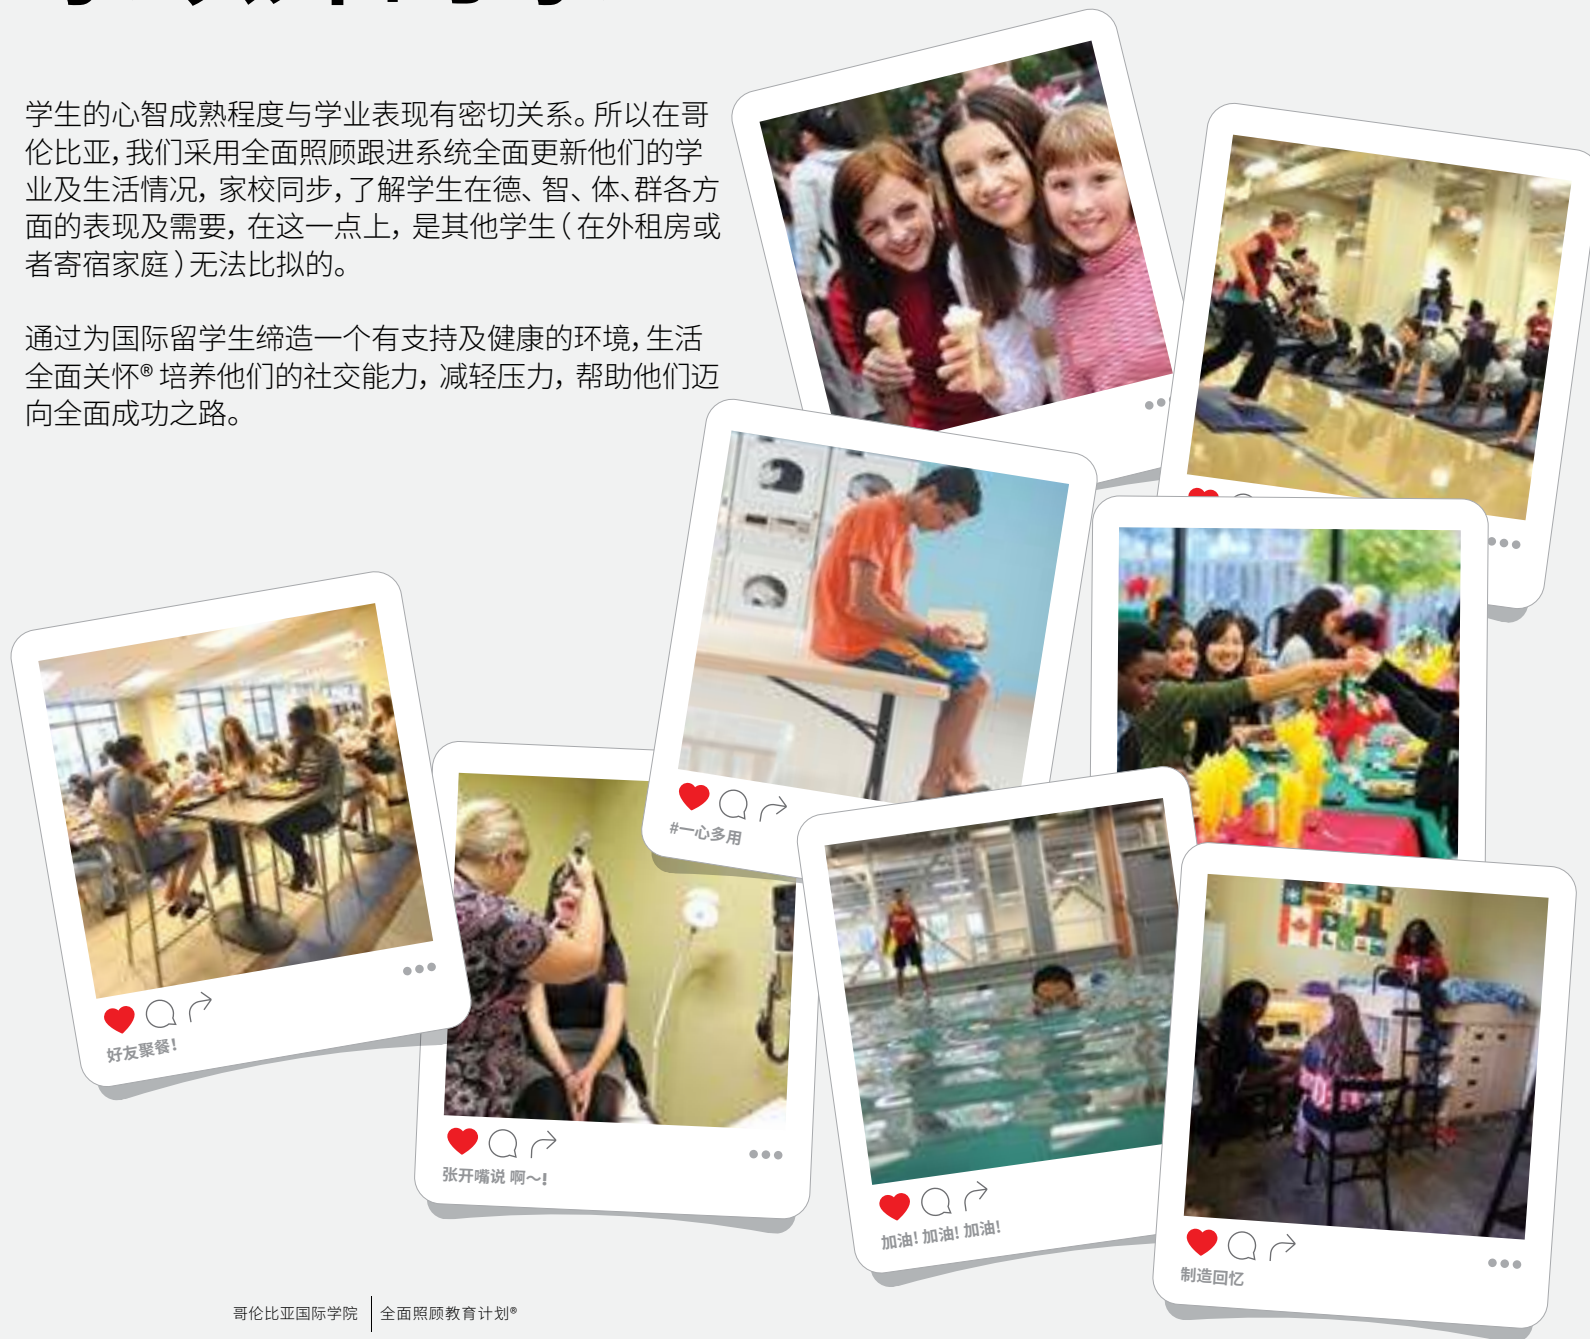 学生的心智成熟程度与学业表现有密切关系。所以在哥
伦比亚,我们采用全面照顾跟进系统全面更新他们的学
业及生活情况,家校同步,了解学生在德、智、体、群各方
面的表现及需要,在这一点上,是其他学生(在外租房或
者寄宿家庭)无法比拟的。
通过为国际留学生缔造一个有支持及健康的环境,生活
全面关怀® 培养他们的社交能力,减轻压力,帮助他们迈
向全面成功之路。
#一心多用
好友聚餐!
张开嘴说 啊～!
加油! 加油! 加油!
制造回忆
哥伦比亚国际学院 | 全面照顾教育计划®